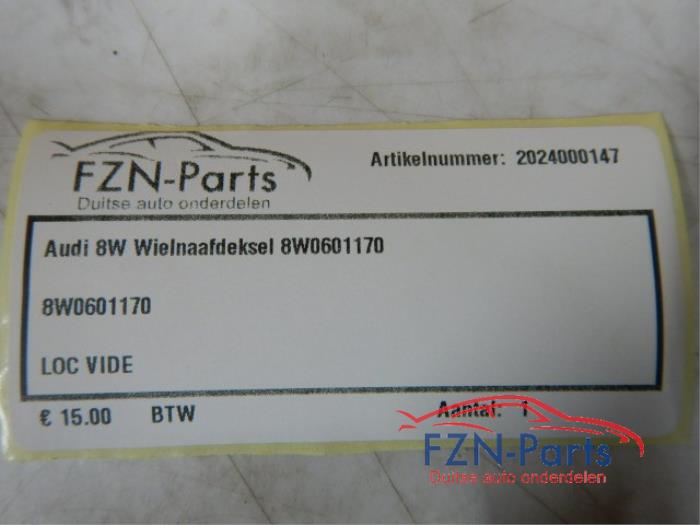 FZN-Parts
Duitse auto onderdelen
Artikelnummer: 2024000147
Audi 8W Wielnaafdeksel 8W0601170
8W0601170
LOC VIDE
€ 15.00 BTW
Aantal: 1
FZN-Parts
Duitse auto onderdelen